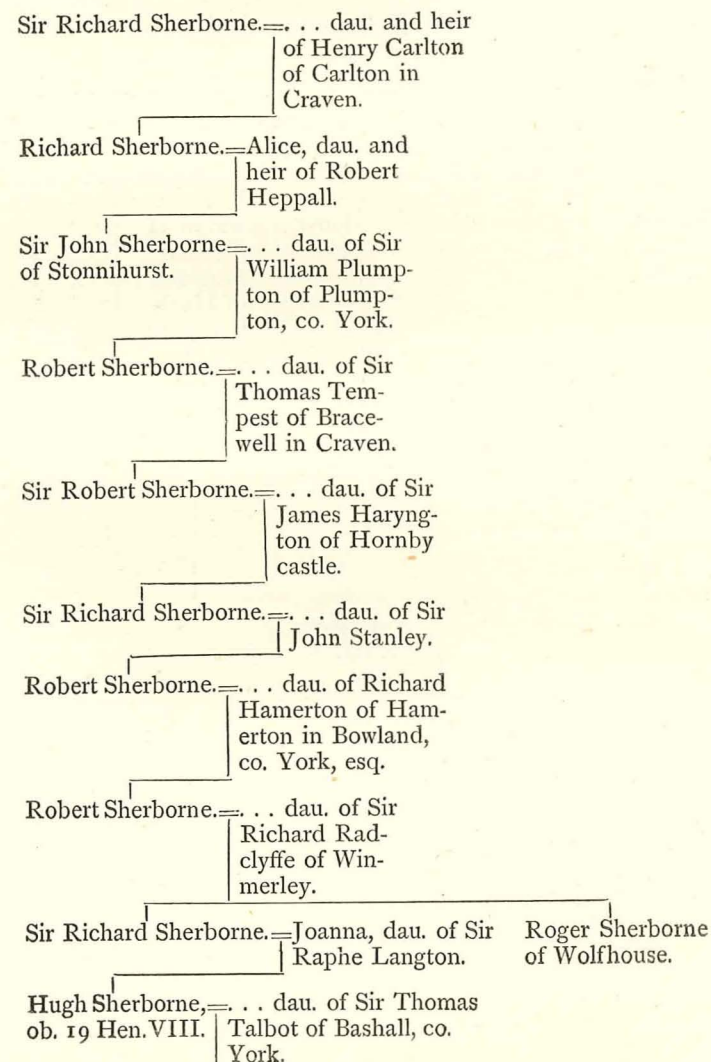 Sir Richard Sherborne.=. . . dau. and heir
of Henry Carlton
of Carlton in
Craven.
Richard Sherborne.=Alice, dau. and
heir of Robert
Heppall.
Sir John Sherborne=. . . dau. of Sir
of Stonnihurst. William Plump-
ton of Plump-
ton, co. York.
Robert Sherborne.=. . . dau. of Sir
Thomas Tem-
pest of Brace-
well in Craven.
Sir Robert Sherborne.=. . . dau. of Sir
James Haryng-
ton of Hornby
castle.
Sir Richard Sherborne.=. . . dau. of Sir
John Stanley.
Robert Sherborne.=. . . dau. of Richard
Hamerton of Ham-
erton in Bowland,
co. York, esq.
Robert Sherborne.=. . . dau. of Sir
Richard Rad-
clyffe of Win-
merley.
Sir Richard Sherborne.=Joanna, dau. of Sir Roger Sherborne
Raphe Langton. of Wolfhouse.
Hugh Sherborne,=. . . dau. of Sir Thomas
ob. 19 Hen. VIII. Talbot of Bashall, co.
York.